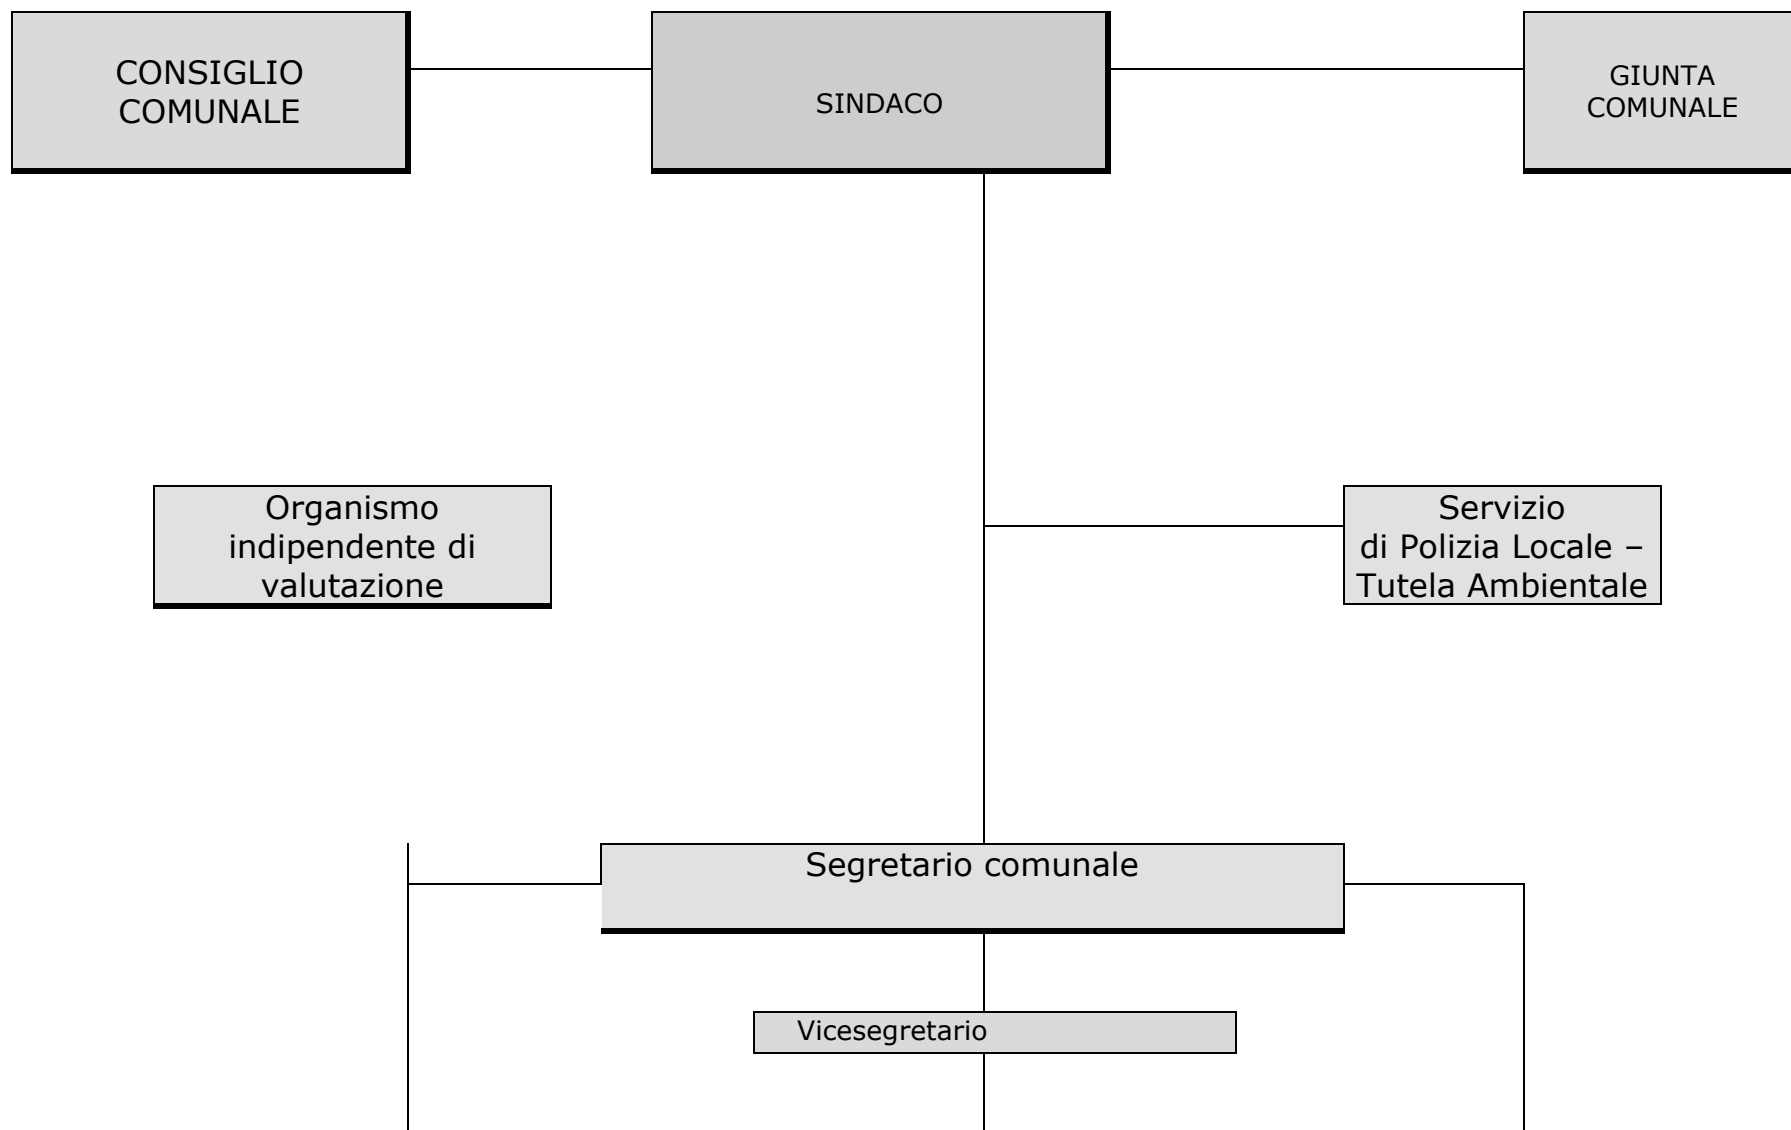 CONSIGLIO
COMUNALE
SINDACO
GIUNTA
COMUNALE
Organismo
indipendente di
valutazione
Servizio
di Polizia Locale –
Tutela Ambientale
Segretario comunale
Vicesegretario